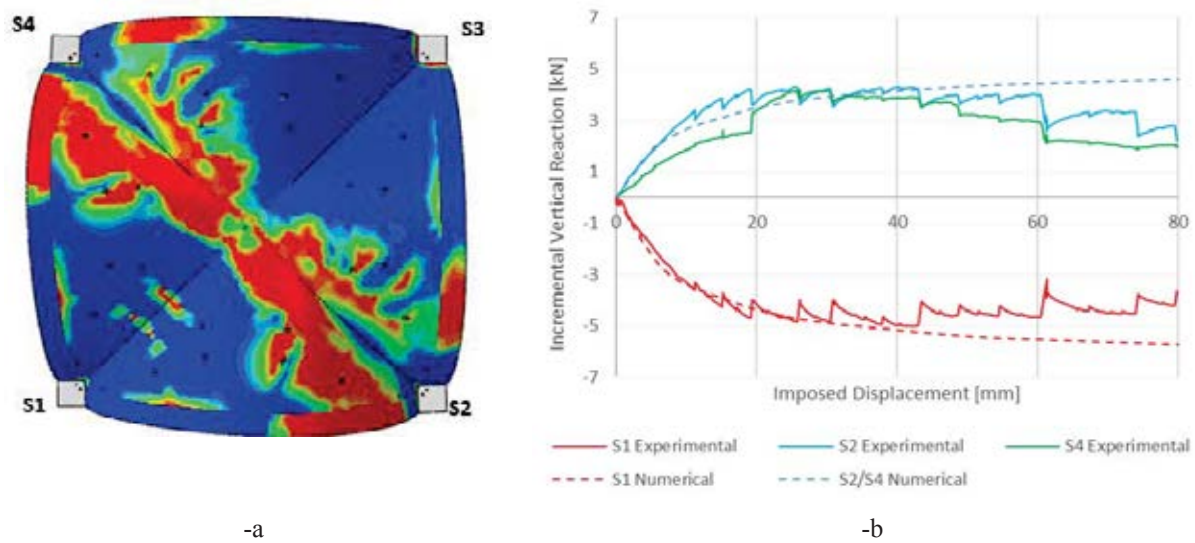 S4
S3
S1
S2
-a
7
5
3
1
-1
-3
-5
-7
0
20
40
60
80
Incremental Vertical Reaction [kN]
Imposed Displacement [mm]
S1 Experimental
S2 Experimental
S4 Experimental
S1 Numerical
S2/S4 Numerical
-b